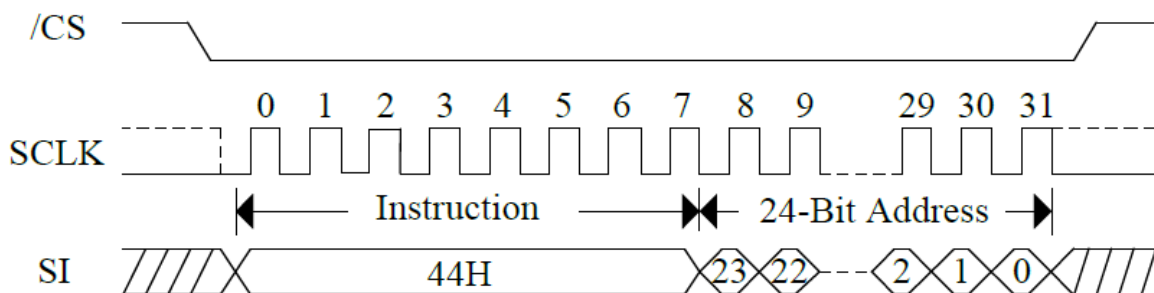 /CS
0 1 2 3 4 5 6 7 8 9 29 30 31
SCLK
Instruction 24-Bit Address
SI 44H 23 22 2 1 0